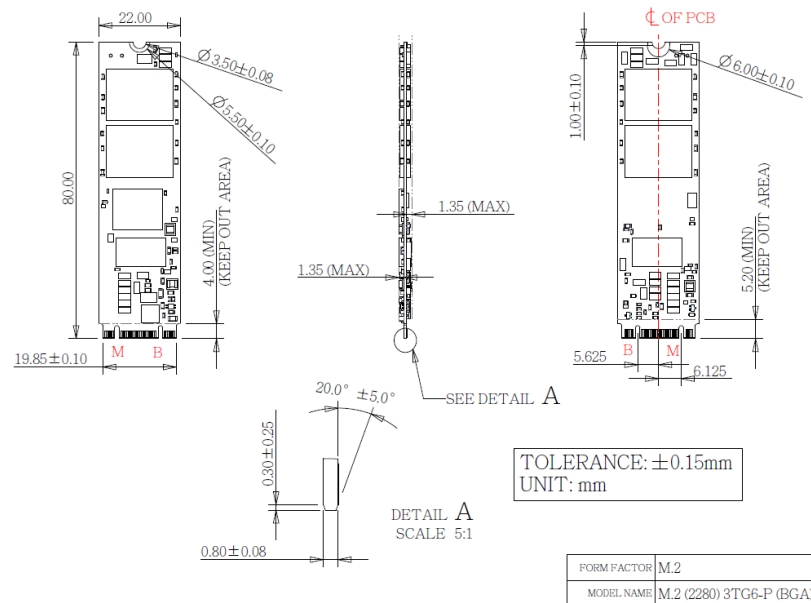 22.00
Ø3.50±0.08
Ø5.50±0.10
80.00
4.00 (MIN)
(KEEP OUT AREA)
M
B
19.85±0.10
1.35 (MAX)
1.35 (MAX)
SEE DETAIL A
℄ OF PCB
Ø6.00±0.10
1.00±0.10
5.20 (MIN)
(KEEP OUT AREA)
B
M
5.625
6.125
20.0° ±5.0°
0.30±0.25
0.80±0.08
DETAIL A
SCALE 5:1
TOLERANCE: ±0.15mm
UNIT: mm
FORM FACTOR M.2
MODEL NAME M.2 (2280) 3TG6-P (BGA